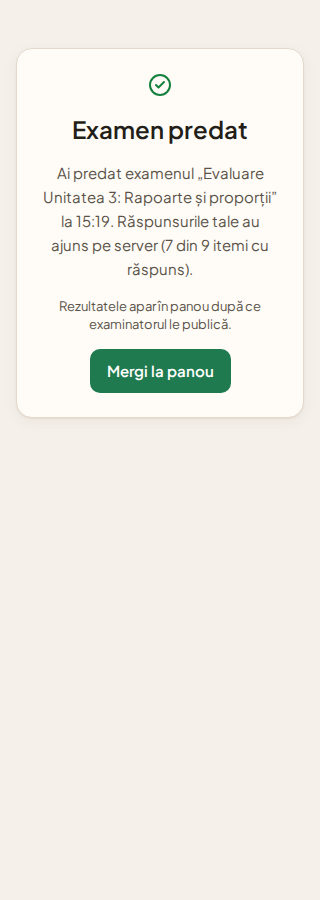 Examen predat
Ai predat examenul „Evaluare
Unitatea 3: Rapoarte și proporții”
la 15:19. Răspunsurile tale au
ajuns pe server (7 din 9 itemi cu
răspuns).
Rezultatele apar în panou după ce
examinatorul le publică.
Mergi la panou